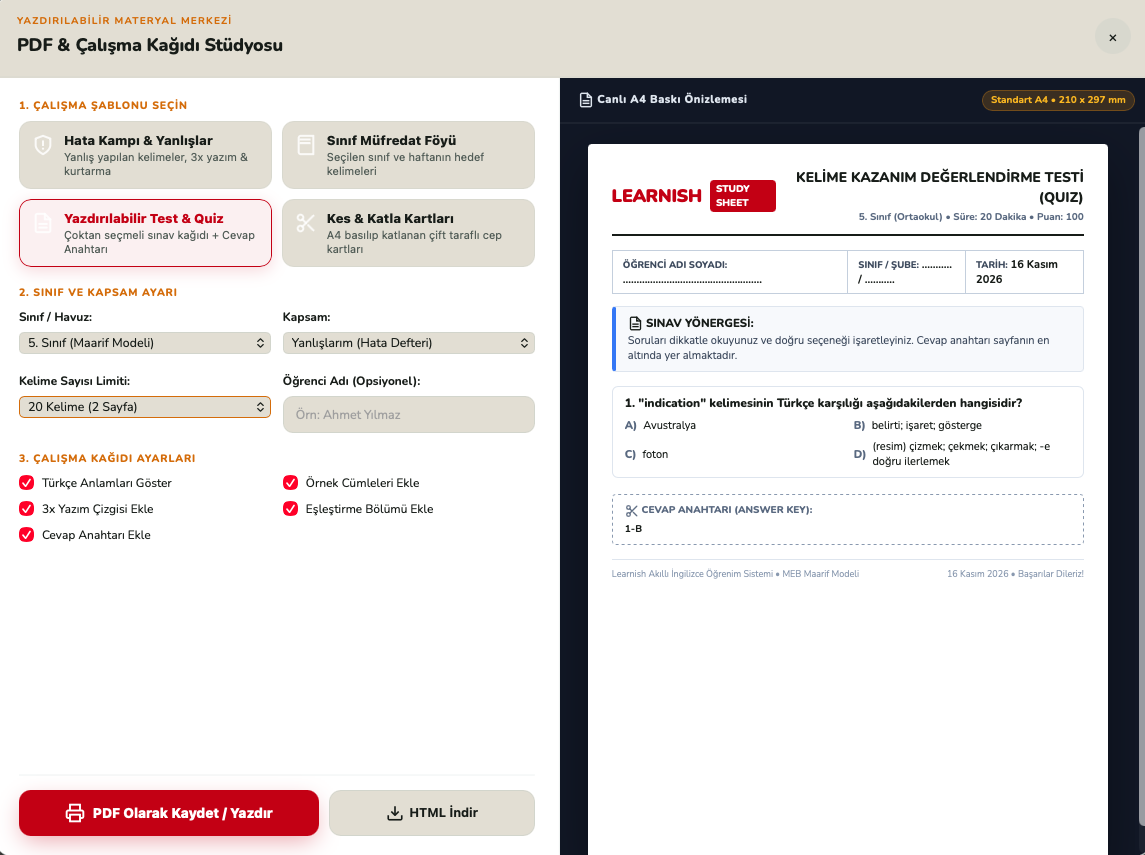 YAZDIRILABİLİR MATERYAL MERKEZİ
PDF & Çalışma Kağıdı Stüdyosu
×
1. ÇALIŞMA ŞABLONU SEÇİN
Hata Kampı & Yanlışlar
Yanlış yapılan kelimeler, 3x yazım &
kurtarma
Sınıf Müfredat Föyü
Seçilen sınıf ve haftanın hedef
kelimeleri
Yazdırılabilir Test & Quiz
Çoktan seçmeli sınav kağıdı + Cevap
Anahtarı
Kes & Katla Kartları
A4 basılıp katlanan çift taraflı cep
kartları
2. SINIF VE KAPSAM AYARI
Sınıf / Havuz:
5. Sınıf (Maarif Modeli)
Kapsam:
Yanlışlarım (Hata Defteri)
Kelime Sayısı Limiti:
20 Kelime (2 Sayfa)
Öğrenci Adı (Opsiyonel):
Örn: Ahmet Yılmaz
3. ÇALIŞMA KAĞIDI AYARLARI
Türkçe Anlamları Göster
Örnek Cümleleri Ekle
3x Yazım Çizgisi Ekle
Eşleştirme Bölümü Ekle
Cevap Anahtarı Ekle
PDF Olarak Kaydet / Yazdır
HTML İndir
Canlı A4 Baskı Önizlemesi
Standart A4 • 210 x 297 mm
LEARNISH
STUDY
SHEET
KELİME KAZANIM DEĞERLENDİRME TESTİ
(QUIZ)
5. Sınıf (Ortaokul) • Süre: 20 Dakika • Puan: 100
ÖĞRENCİ ADI SOYADI:
...................................................
SINIF / ŞUBE: ...........
/ ...........
TARİH: 16 Kasım
2026
SINAV YÖNERGESİ:
Soruları dikkatle okuyunuz ve doğru seçeneği işaretleyiniz. Cevap anahtarı sayfanın en
altında yer almaktadır.
1. "indication" kelimesinin Türkçe karşılığı aşağıdakilerden hangisidir?
A) Avustralya
B) belirti; işaret; gösterge
C) foton
D) (resim) çizmek; çekmek; çıkarmak; -e
doğru ilerlemek
CEVAP ANAHTARI (ANSWER KEY):
1-B
Learnish Akıllı İngilizce Öğrenim Sistemi • MEB Maarif Modeli
16 Kasım 2026 • Başarılar Dileriz!